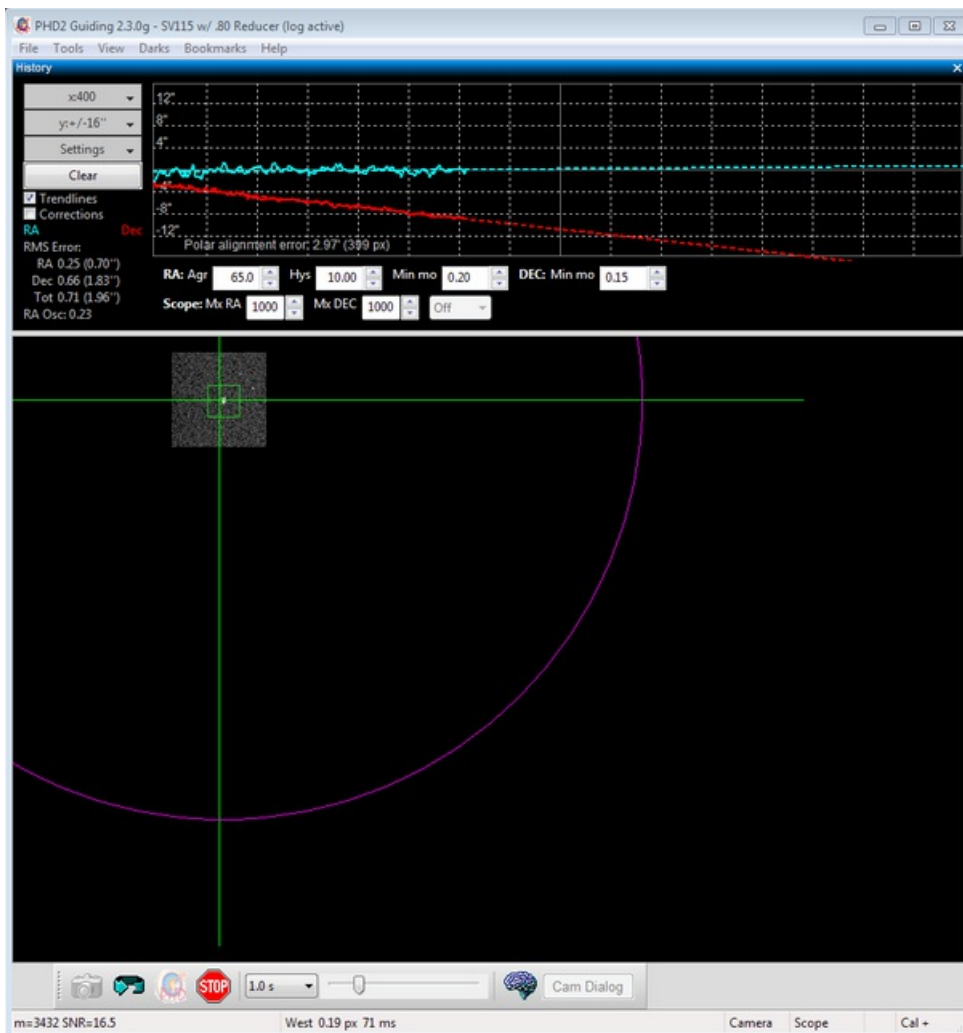 PHD2 Guiding 2.3.0g - SV115 w/ .80 Reducer (log active)
File Tools View Darks Bookmarks Help
History
x:400
y:+/-16"
Settings
Clear
Trendlines
Corrections
RA Dec
RMS Error:
RA 0.25 (0.70")
Dec 0.66 (1.83")
Tot 0.71 (1.96")
RA Osc: 0.23
12"
8"
4"
-4"
-8"
-12"
Polar alignment error: 2.97' (399 px)
RA: Agr 65.0 Hys 10.00 Min mo 0.20 DEC: Min mo 0.15
Scope: Mx RA 1000 Mx DEC 1000 Off
STOP 1.0 s Cam Dialog
m=3432 SNR=16.5 West 0.19 px 71 ms Camera Scope Cal +